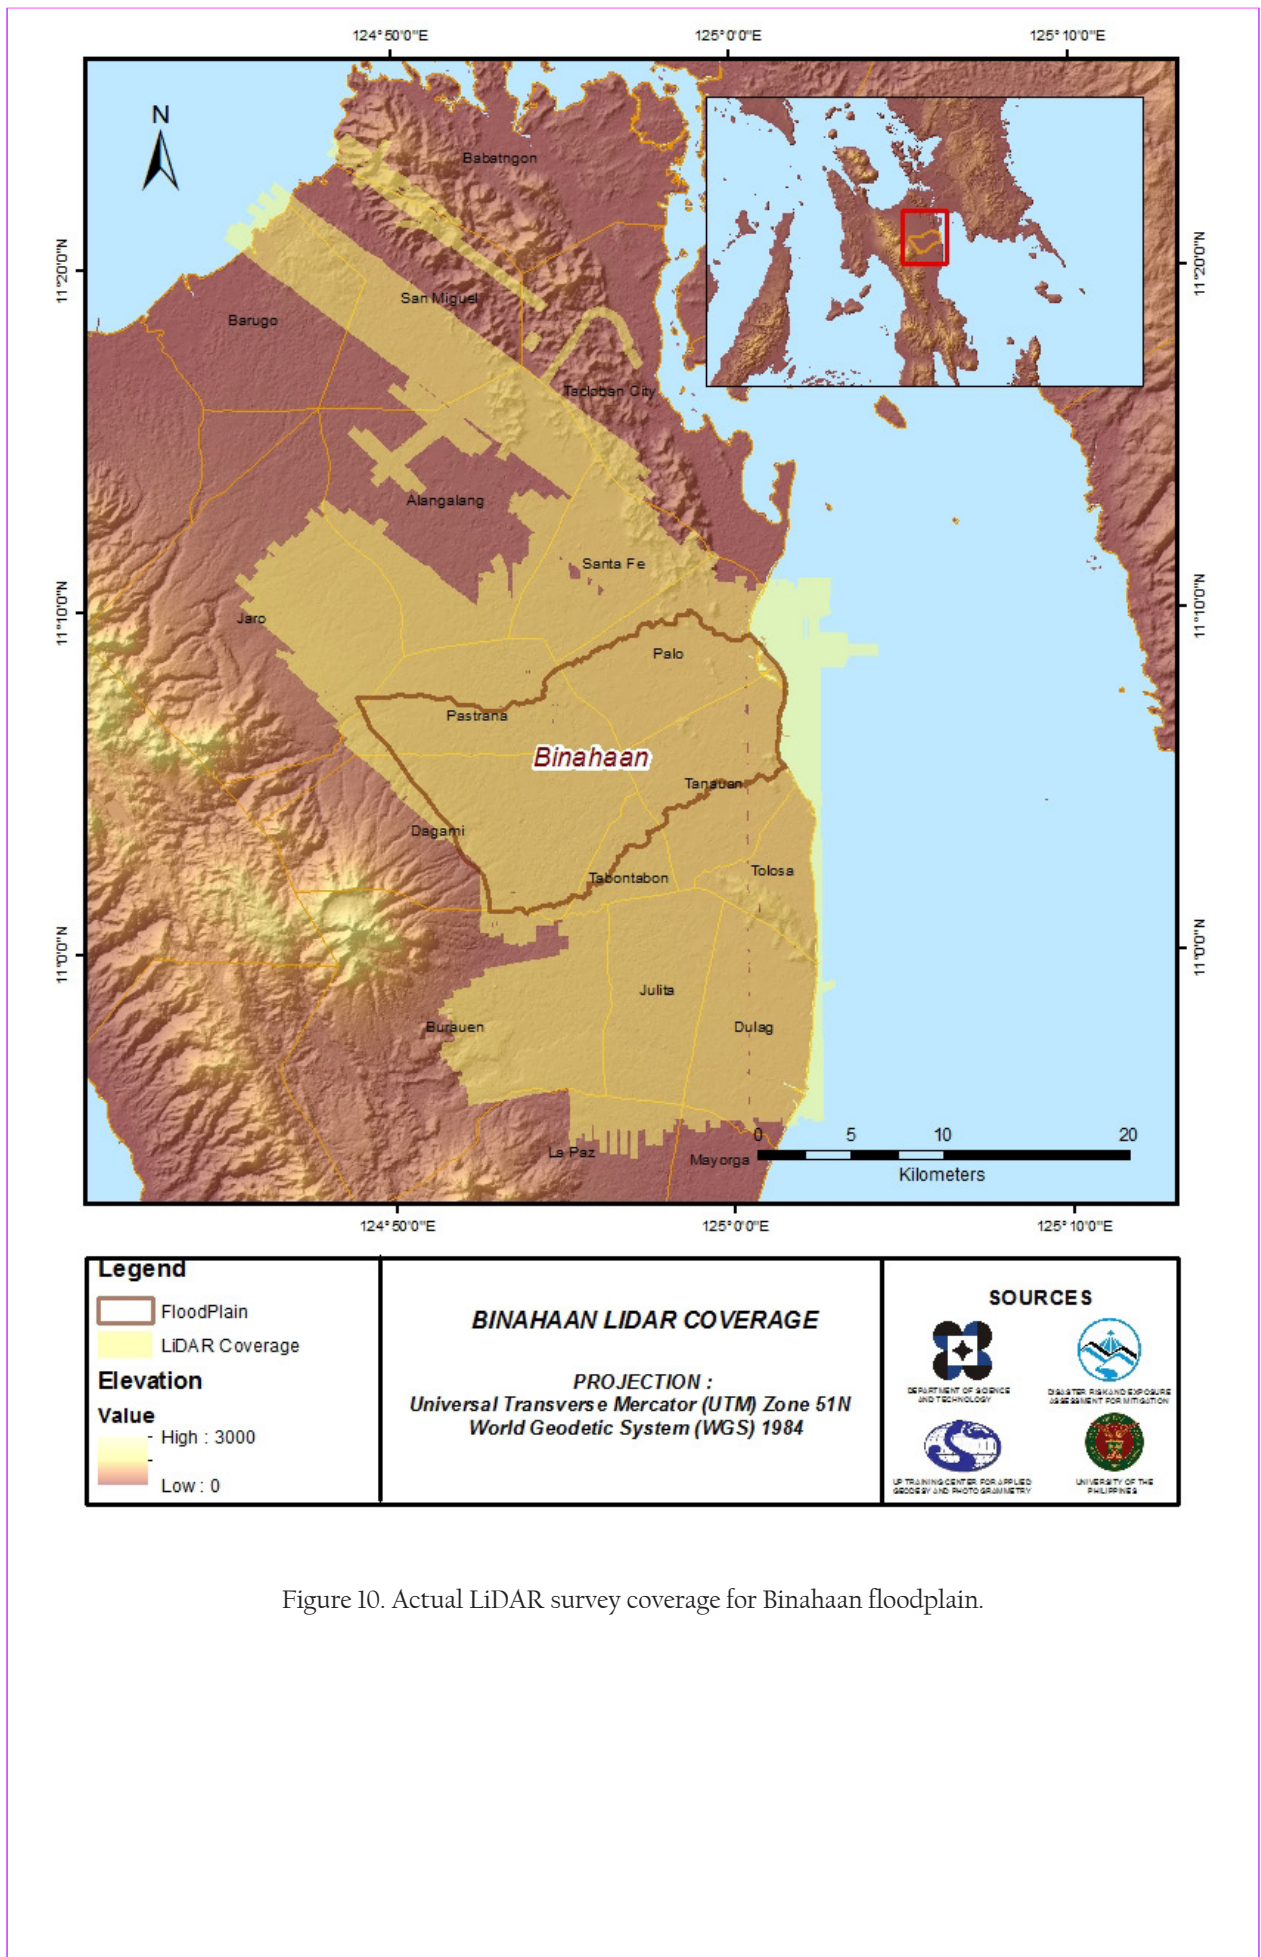 124°50'0"E
125°0'0"E
125°10'0"E
N
Babatngon
11°20'0"N
11°20'0"N
San Miguel
Barugo
Tacloban City
Alangalang
Santa Fe
11°10'0"N
11°10'0"N
Jaro
Palo
Pastrana
Binahaan
Tanauan
Dagami
Tabontabon
Tolosa
11°0'0"N
11°0'0"N
Julita
Burauen
Dulag
0 5 10 20
La Paz
Mayorga
Kilometers
124°50'0"E
125°0'0"E
125°10'0"E
Legend
FloodPlain
LiDAR Coverage
Elevation
Value
High : 3000
Low : 0
BINAHAAN LIDAR COVERAGE
PROJECTION :
Universal Transverse Mercator (UTM) Zone 51N
World Geodetic System (WGS) 1984
SOURCES
DEPARTMENT OF SCIENCE
AND TECHNOLOGY
DISASTER RISK AND EXPOSURE
ASSESSMENT FOR MITIGATION
UP TRAINING CENTER FOR APPLIED
GEODESY AND PHOTOGRAMMETRY
UNIVERSITY OF THE
PHILIPPINES
Figure 10. Actual LiDAR survey coverage for Binahaan floodplain.